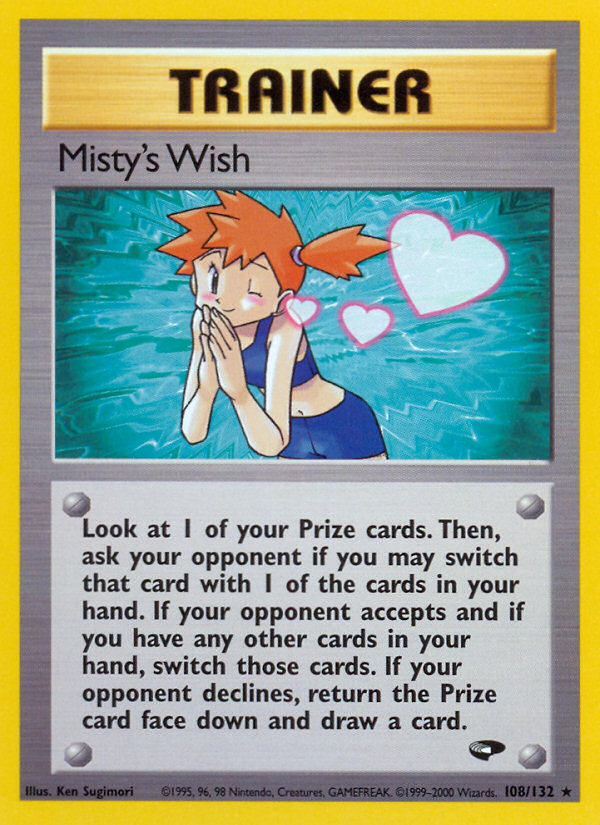 TRAINER
Misty's Wish
Look at 1 of your Prize cards. Then,
ask your opponent if you may switch
that card with 1 of the cards in your
hand. If your opponent accepts and if
you have any other cards in your
hand, switch those cards. If your
opponent declines, return the Prize
card face down and draw a card.
Illus. Ken Sugimori ©1995, 96, 98 Nintendo, Creatures, GAMEFREAK. ©1999–2000 Wizards. 108/132 ★